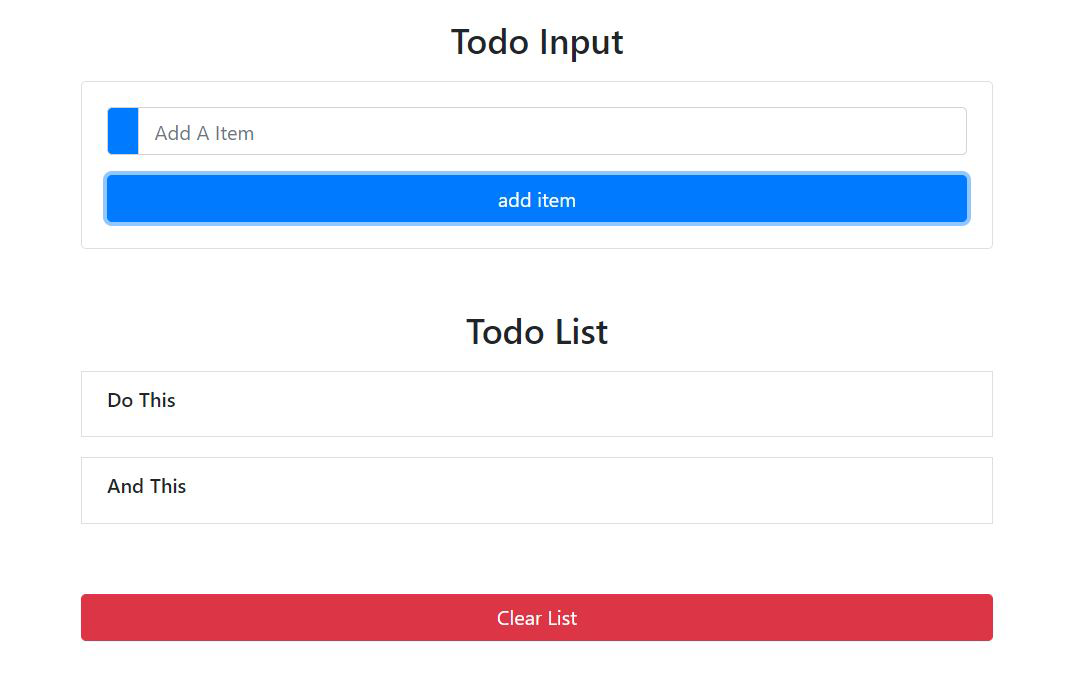 Todo Input
Add A Item
add item
Todo List
Do This
And This
Clear List